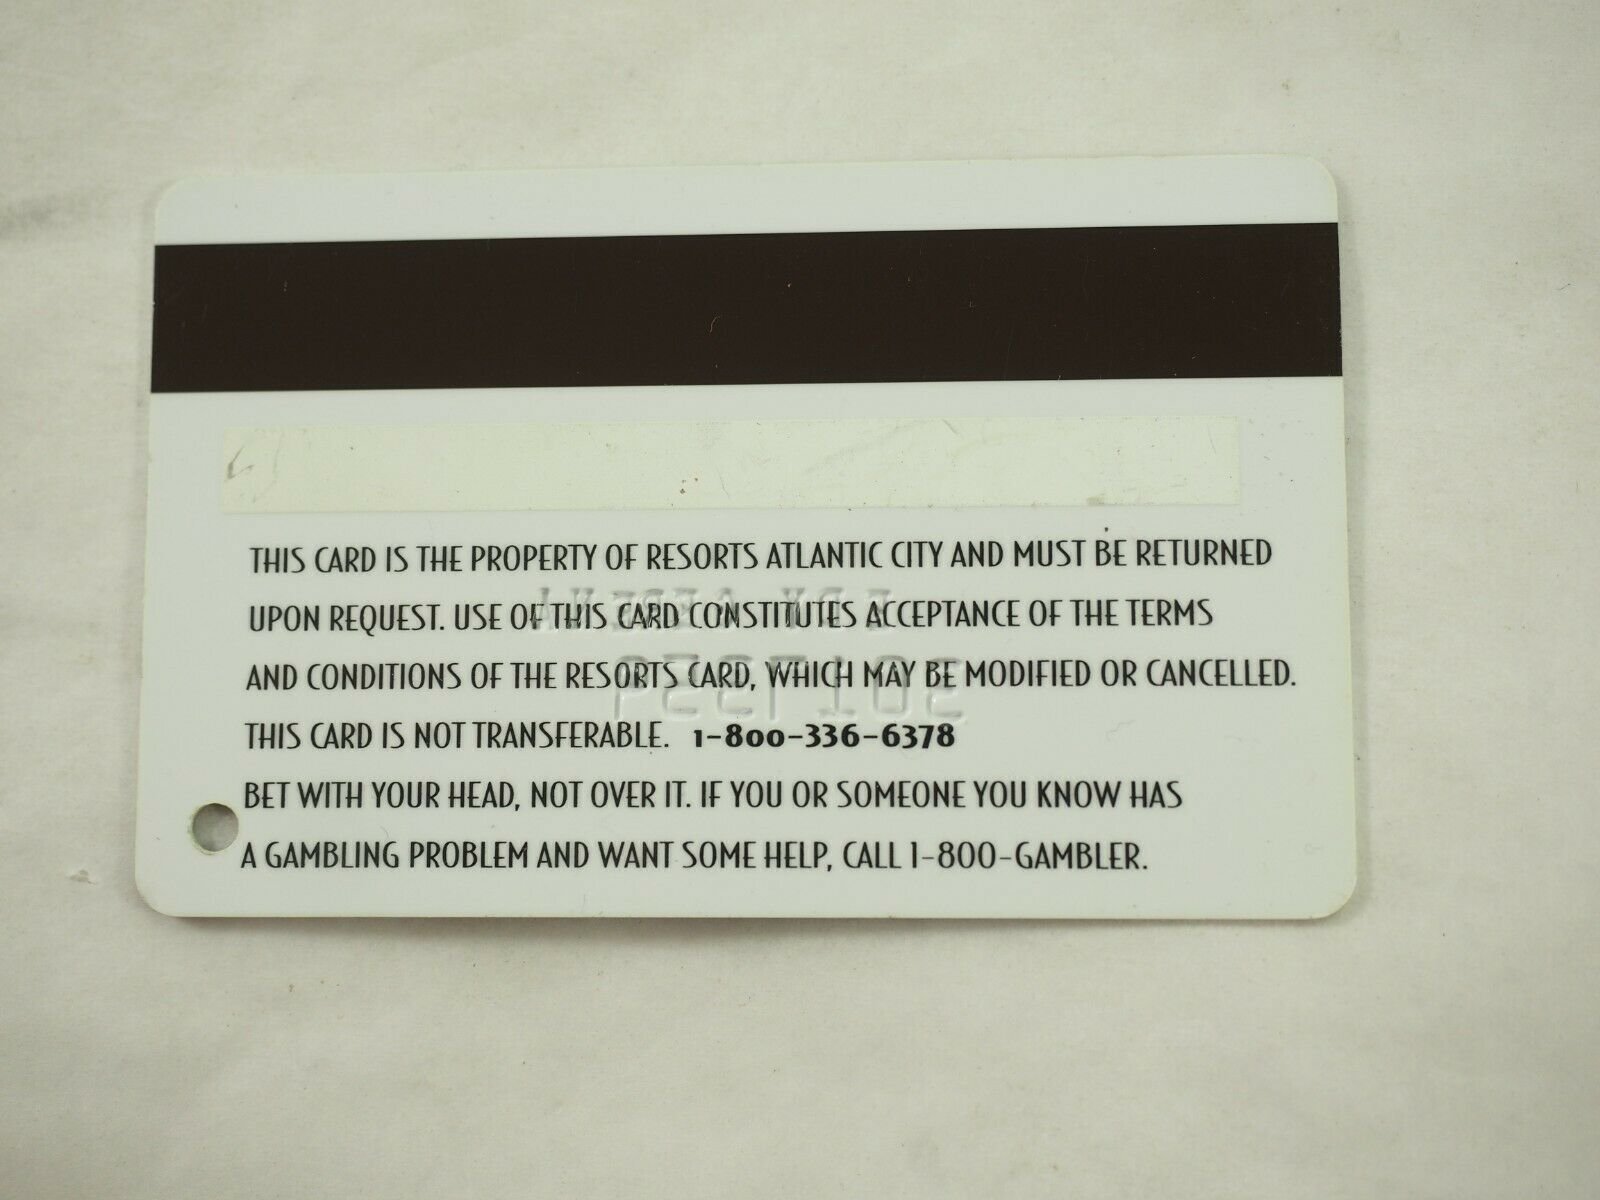 THIS CARD IS THE PROPERTY OF RESORTS ATLANTIC CITY AND MUST BE RETURNED
UPON REQUEST. USE OF THIS CARD CONSTITUTES ACCEPTANCE OF THE TERMS
AND CONDITIONS OF THE RESORTS CARD, WHICH MAY BE MODIFIED OR CANCELLED.
THIS CARD IS NOT TRANSFERABLE. 1-800-336-6378
BET WITH YOUR HEAD, NOT OVER IT. IF YOU OR SOMEONE YOU KNOW HAS
A GAMBLING PROBLEM AND WANT SOME HELP, CALL 1-800-GAMBLER.